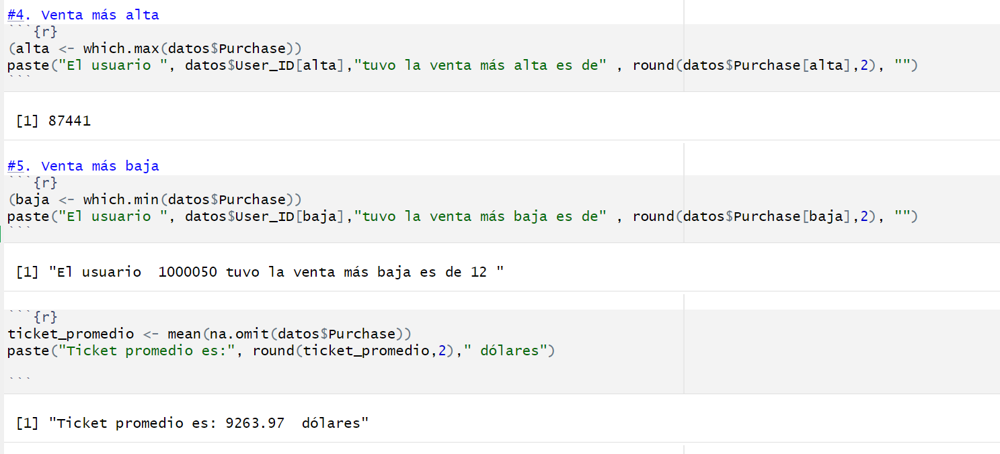 #4. Venta más alta
```{r}
(alta <- which.max(datos$Purchase))
paste("El usuario ", datos$User_ID[alta],"tuvo la venta más alta es de" , round(datos$Purchase[alta],2), "")
```
[1] 87441
#5. Venta más baja
```{r}
(baja <- which.min(datos$Purchase))
paste("El usuario ", datos$User_ID[baja],"tuvo la venta más baja es de" , round(datos$Purchase[baja],2), "")
```
[1] "El usuario  1000050 tuvo la venta más baja es de 12 "
```{r}
ticket_promedio <- mean(na.omit(datos$Purchase))
paste("Ticket promedio es:", round(ticket_promedio,2)," dólares")
```
[1] "Ticket promedio es: 9263.97  dólares"